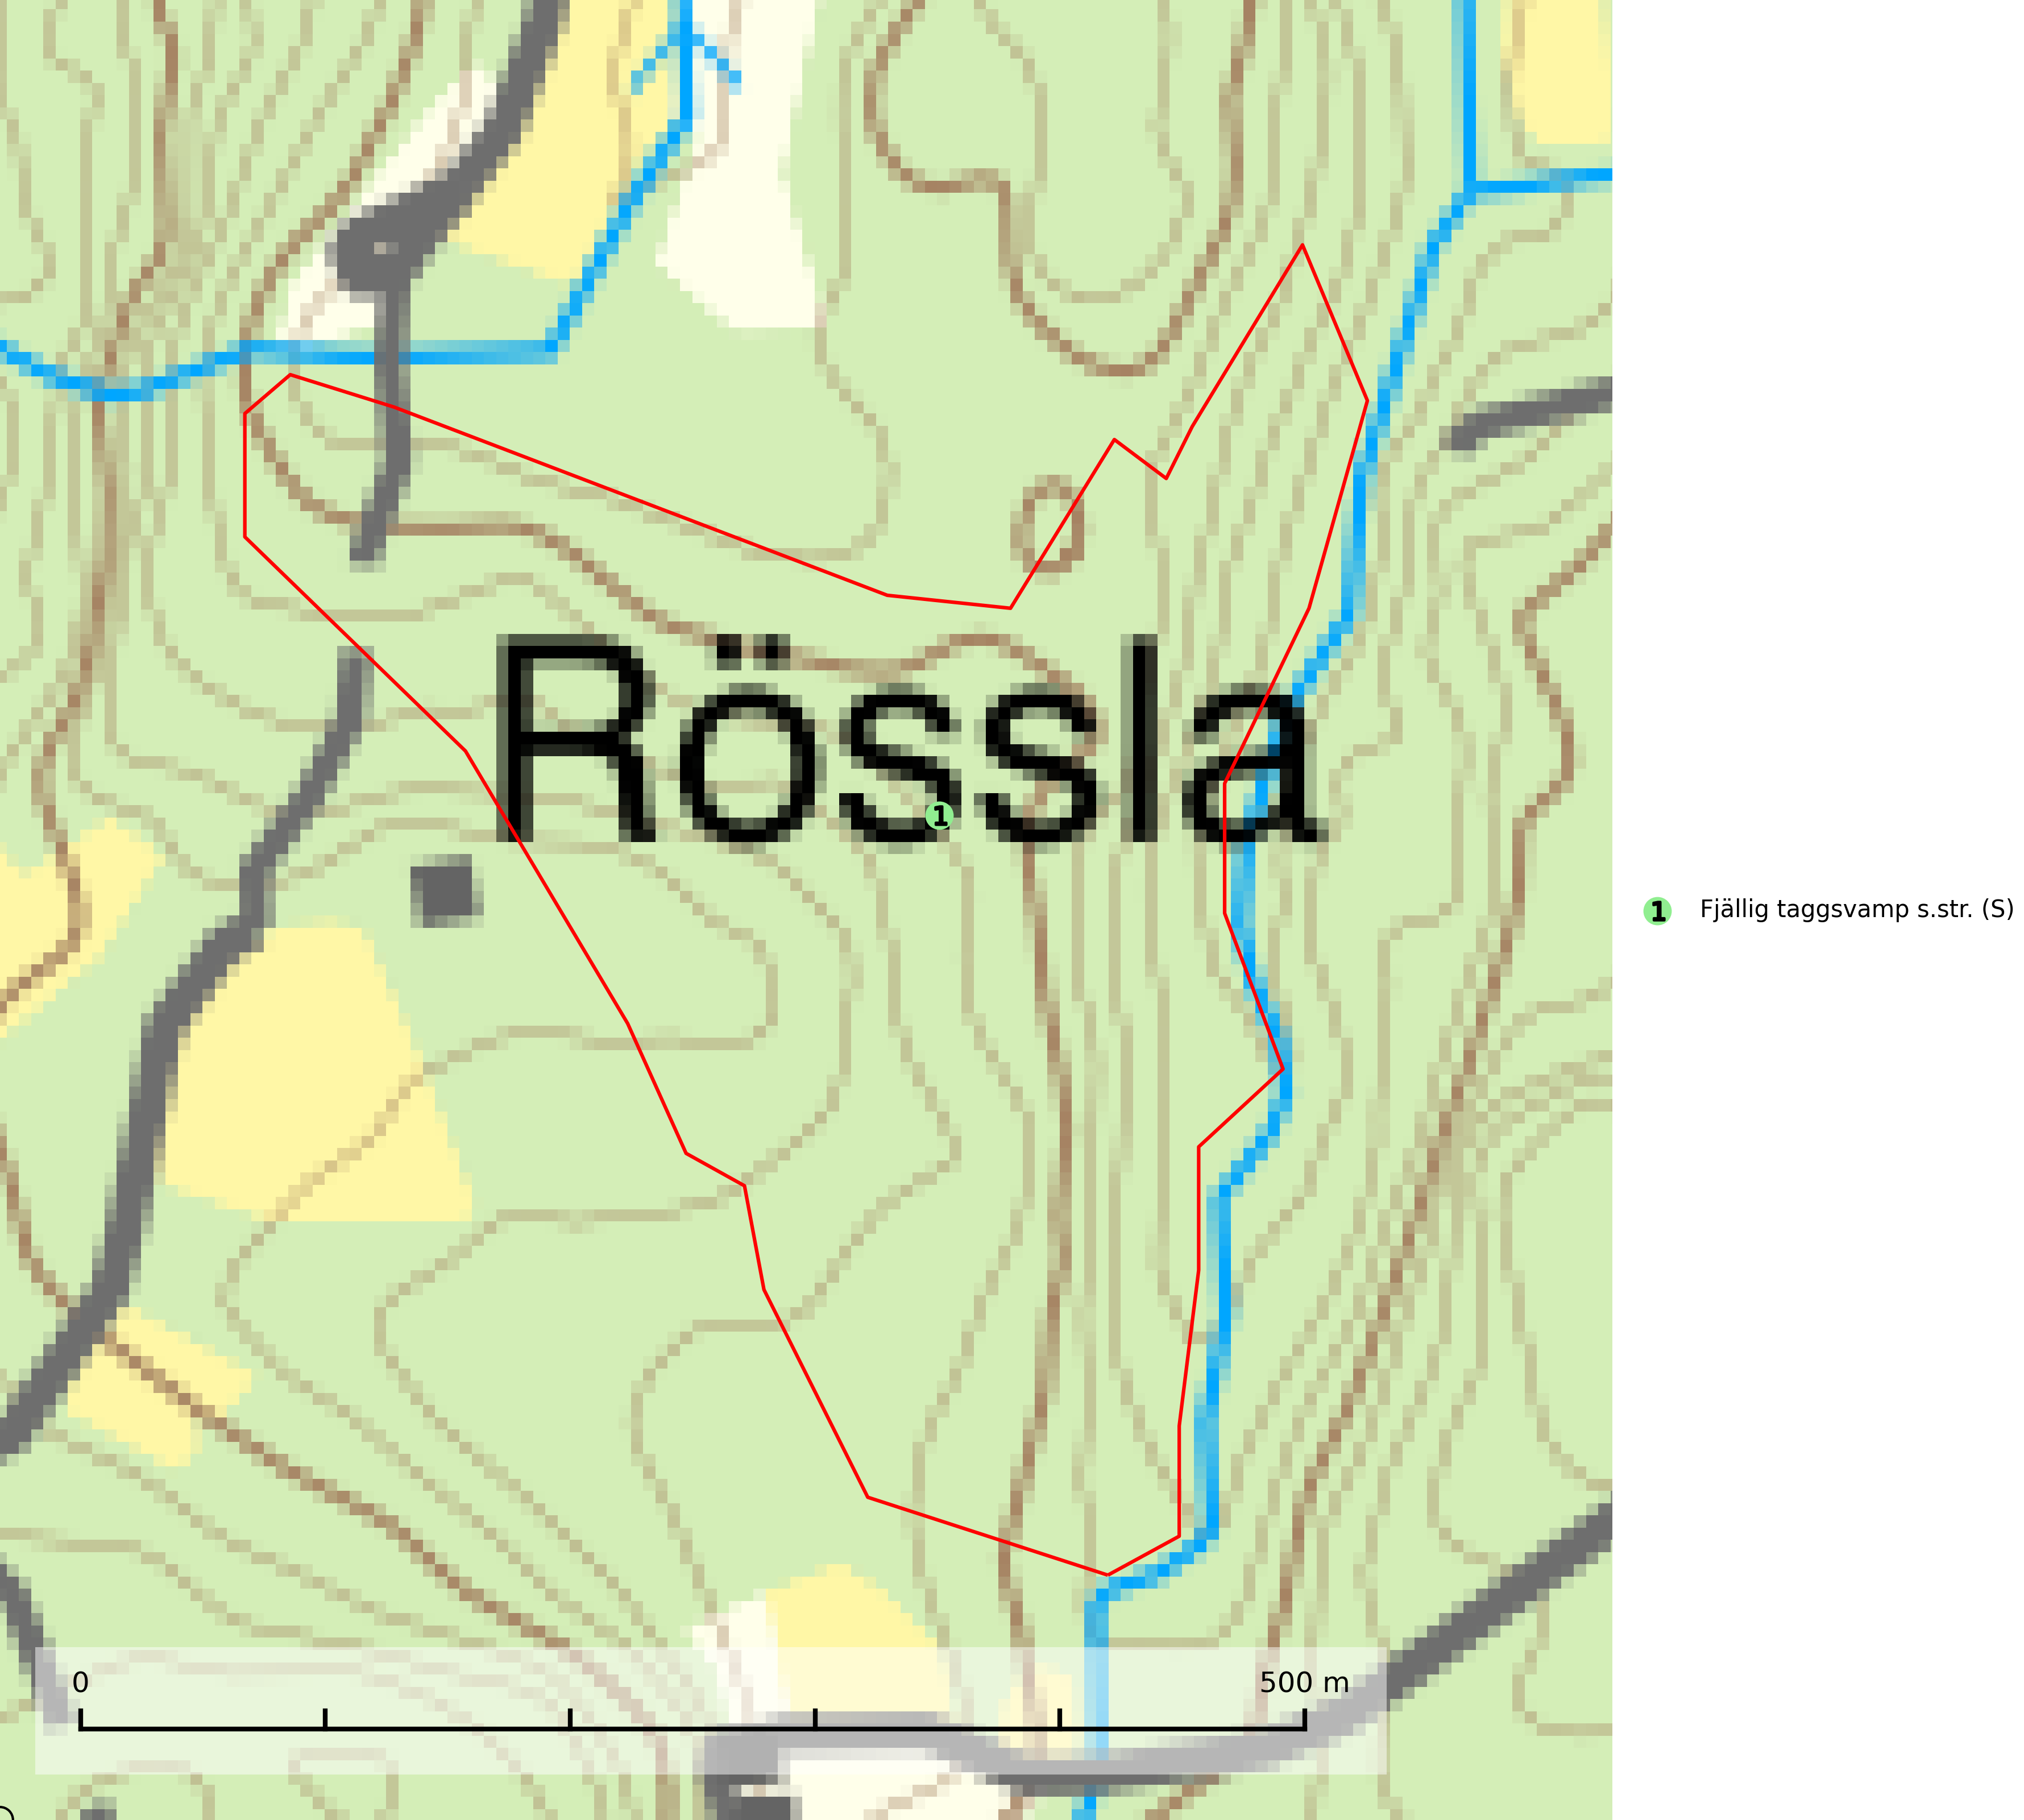 Rössla
1
1 Fjällig taggsvamp s.str. (S)
0 500 m